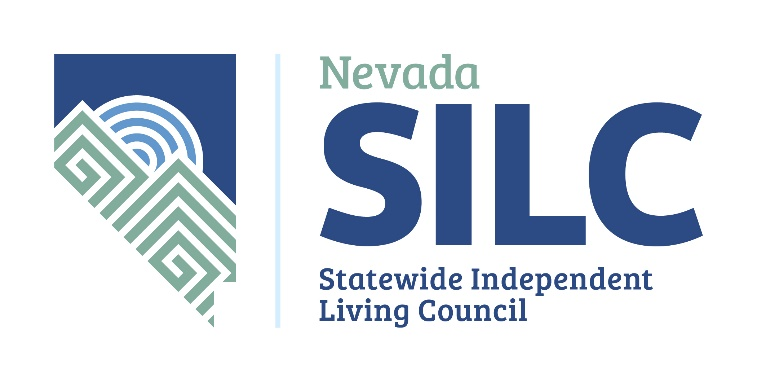 Nevada
SILC
Statewide Independent
Living Council